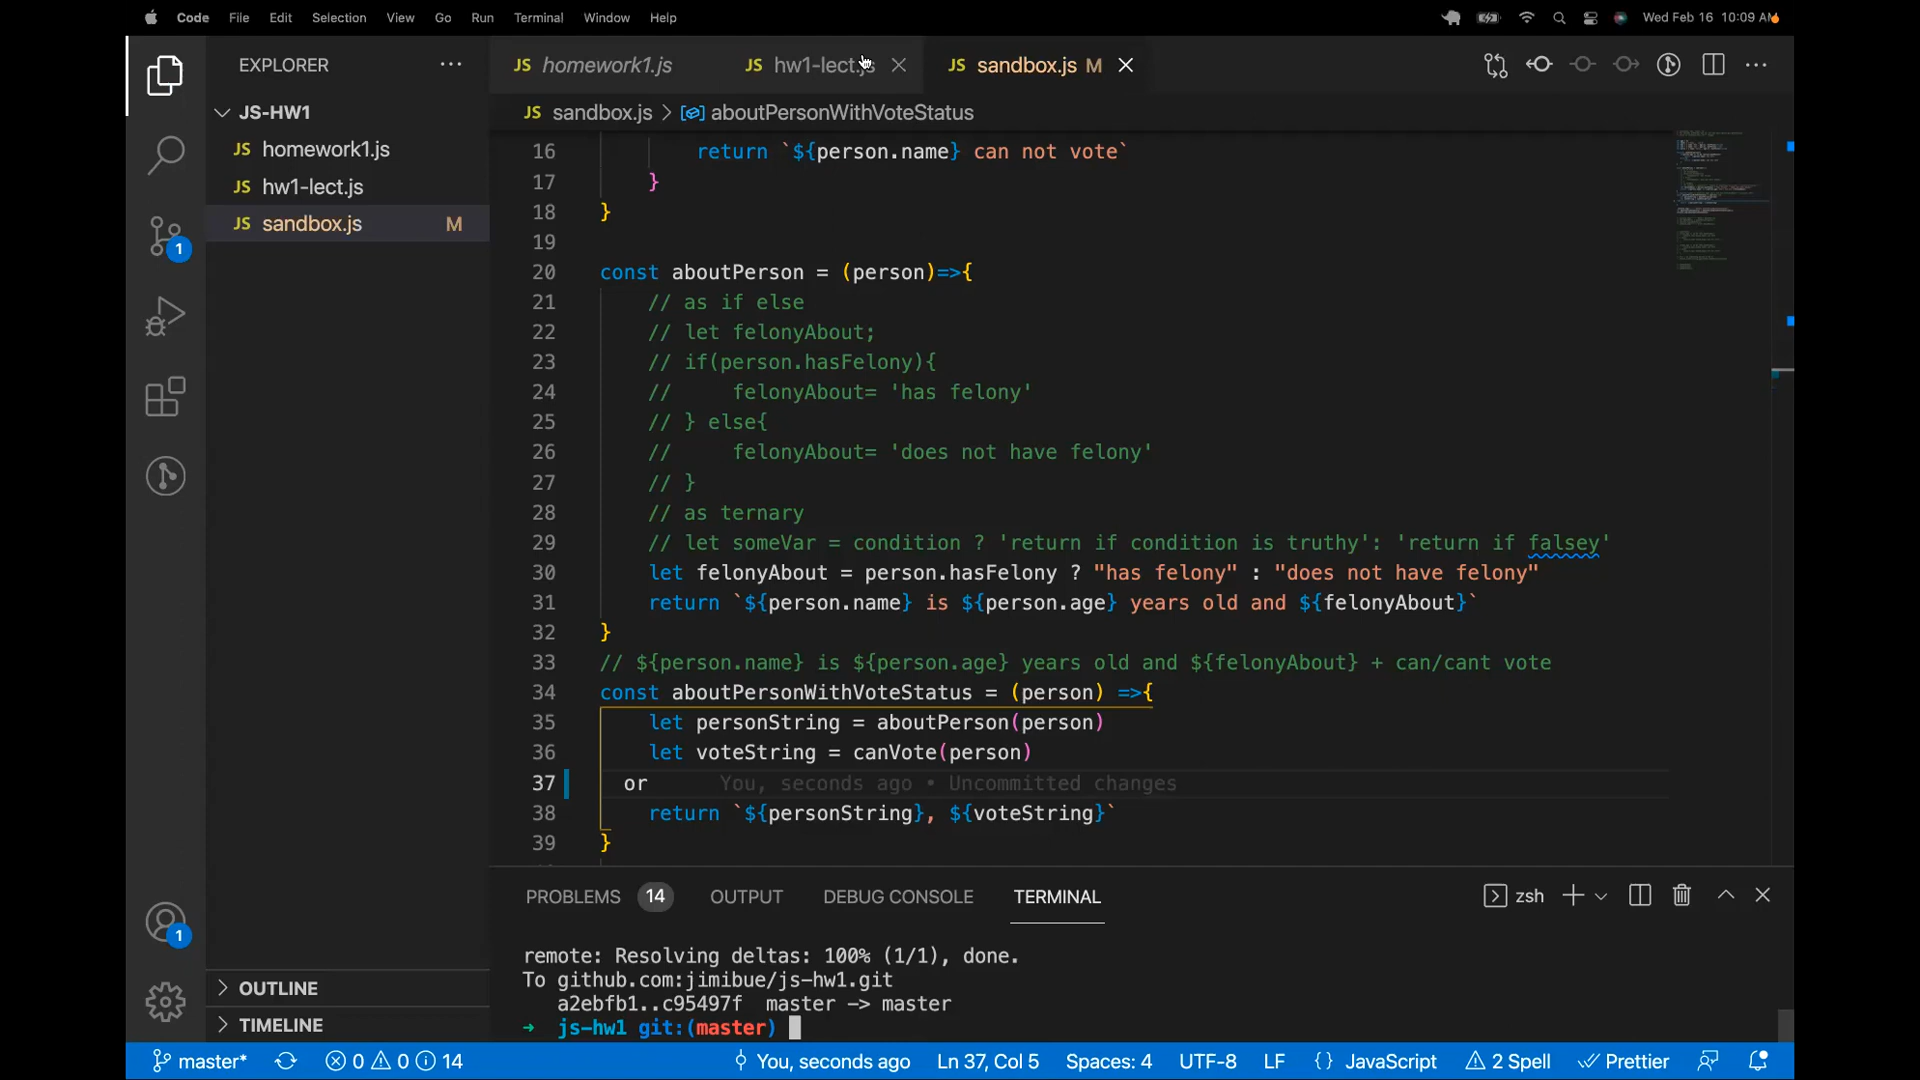 Code File Edit Selection View Go Run Terminal Window Help Wed Feb 16 10:09 AM
EXPLORER
JS homework1.js JS hw1-lect.js JS sandbox.js M
JS sandbox.js > aboutPersonWithVoteStatus
JS-HW1
JS homework1.js
JS hw1-lect.js
JS sandbox.js M
1
1
OUTLINE
TIMELINE
16 return `${person.name} can not vote`
17 }
18 }
19
20 const aboutPerson = (person)=>{
21 // as if else
22 // let felonyAbout;
23 // if(person.hasFelony){
24 // felonyAbout= 'has felony'
25 // } else{
26 // felonyAbout= 'does not have felony'
27 // }
28 // as ternary
29 // let someVar = condition ? 'return if condition is truthy': 'return if falsey'
30 let felonyAbout = person.hasFelony ? "has felony" : "does not have felony"
31 return `${person.name} is ${person.age} years old and ${felonyAbout}`
32 }
33 // ${person.name} is ${person.age} years old and ${felonyAbout} + can/cant vote
34 const aboutPersonWithVoteStatus = (person) =>{
35 let personString = aboutPerson(person)
36 let voteString = canVote(person)
37 or You, seconds ago • Uncommitted changes
38 return `${personString}, ${voteString}`
39 }
PROBLEMS 14 OUTPUT DEBUG CONSOLE TERMINAL zsh
remote: Resolving deltas: 100% (1/1), done.
To github.com:jimibue/js-hw1.git
a2ebfb1..c95497f master -> master
➜ js-hw1 git:(master)
master* 0 0 14 You, seconds ago Ln 37, Col 5 Spaces: 4 UTF-8 LF {} JavaScript 2 Spell Prettier